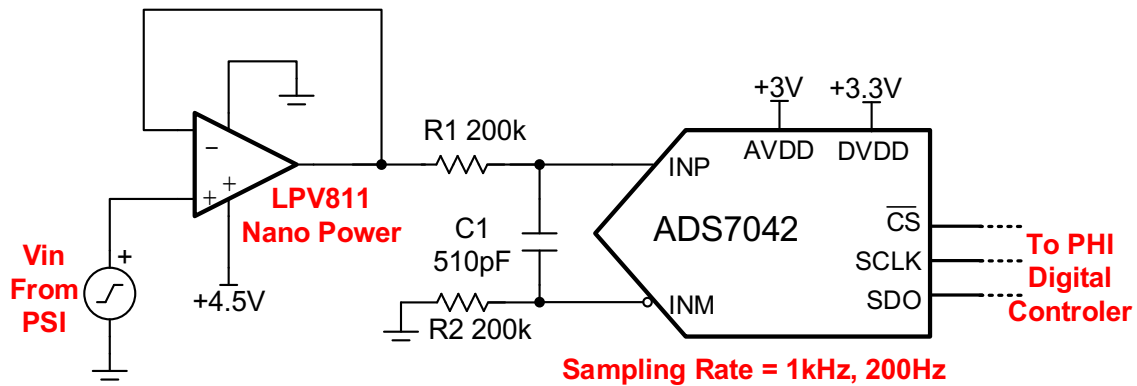 +3V
+3.3V
R1 200k
AVDD
DVDD
−
+
+
LPV811
Nano Power
INP
ADS7042
C1
510pF
CS
SCLK
SDO
To PHI
Digital
Controler
Vin
From
PSI
+
+4.5V
R2 200k
INM
Sampling Rate = 1kHz, 200Hz